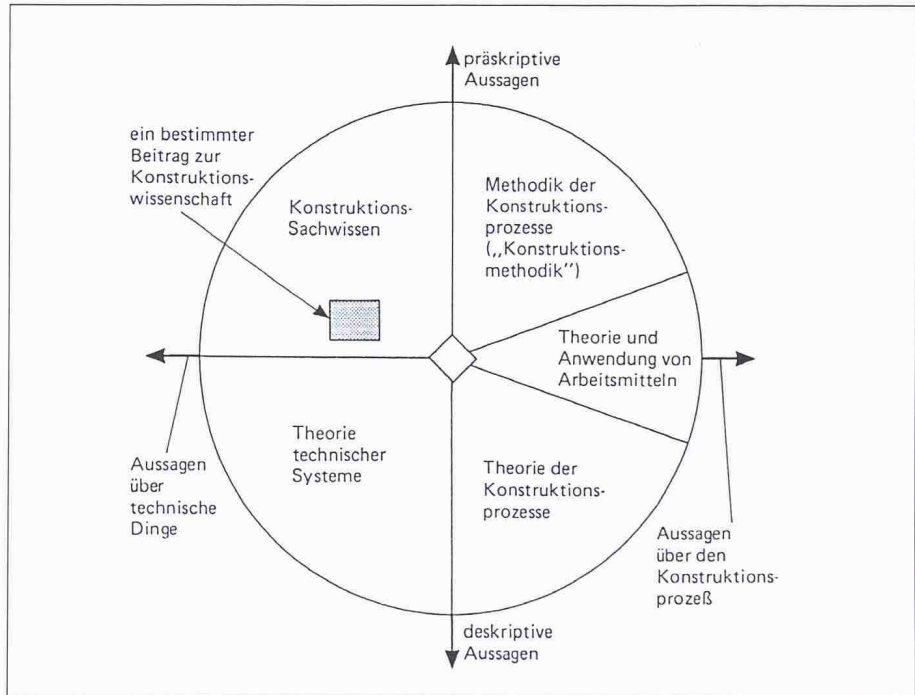 präskriptive
Aussagen
ein bestimmter
Beitrag zur
Konstruktions-
wissenschaft
Konstruktions-
Sachwissen
Methodik der
Konstruktions-
prozesse
(„Konstruktions-
methodik'')
Theorie und
Anwendung von
Arbeitsmitteln
Theorie
technischer
Systeme
Theorie der
Konstruktions-
prozesse
Aussagen
über
technische
Dinge
Aussagen
über den
Konstruktions-
prozeß
deskriptive
Aussagen